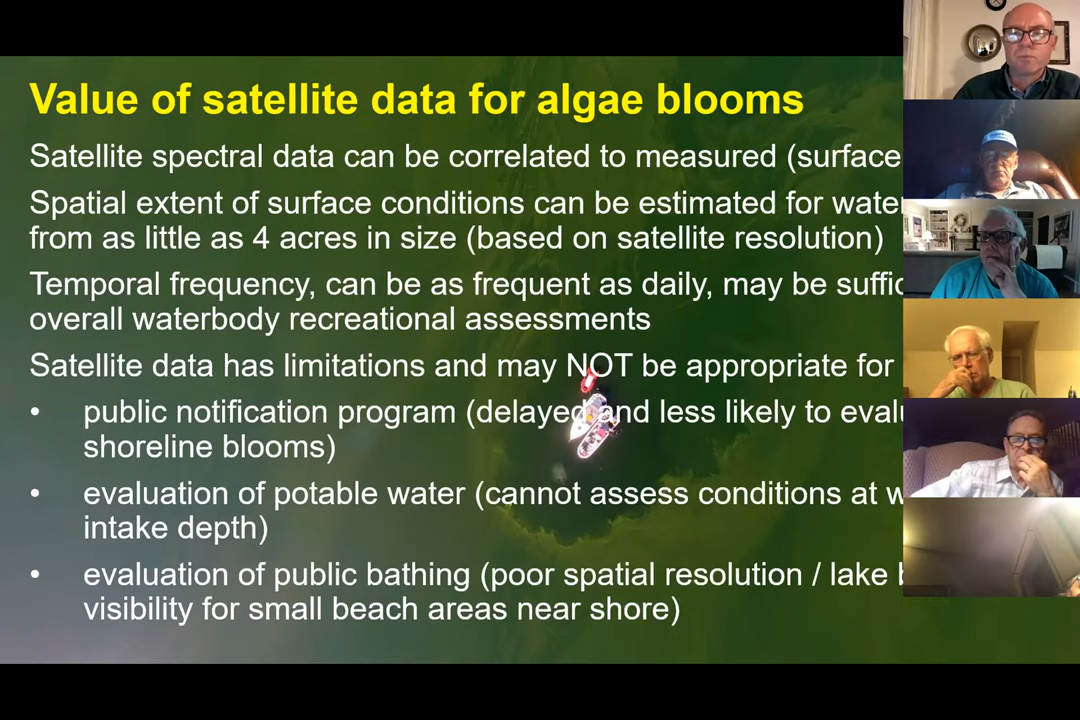 Value of satellite data for algae blooms
Satellite spectral data can be correlated to measured (surface
Spatial extent of surface conditions can be estimated for
from as little as 4 acres in size (based on satellite resolution)
Temporal frequency, can be as frequent as daily, may be
overall waterbody recreational assessments
Satellite data has limitations and may NOT be appropriate for
• public notification program (delayed and less likely to
shoreline blooms)
• evaluation of potable water (cannot assess conditions at
intake depth)
• evaluation of public bathing (poor spatial resolution / lake
visibility for small beach areas near shore)